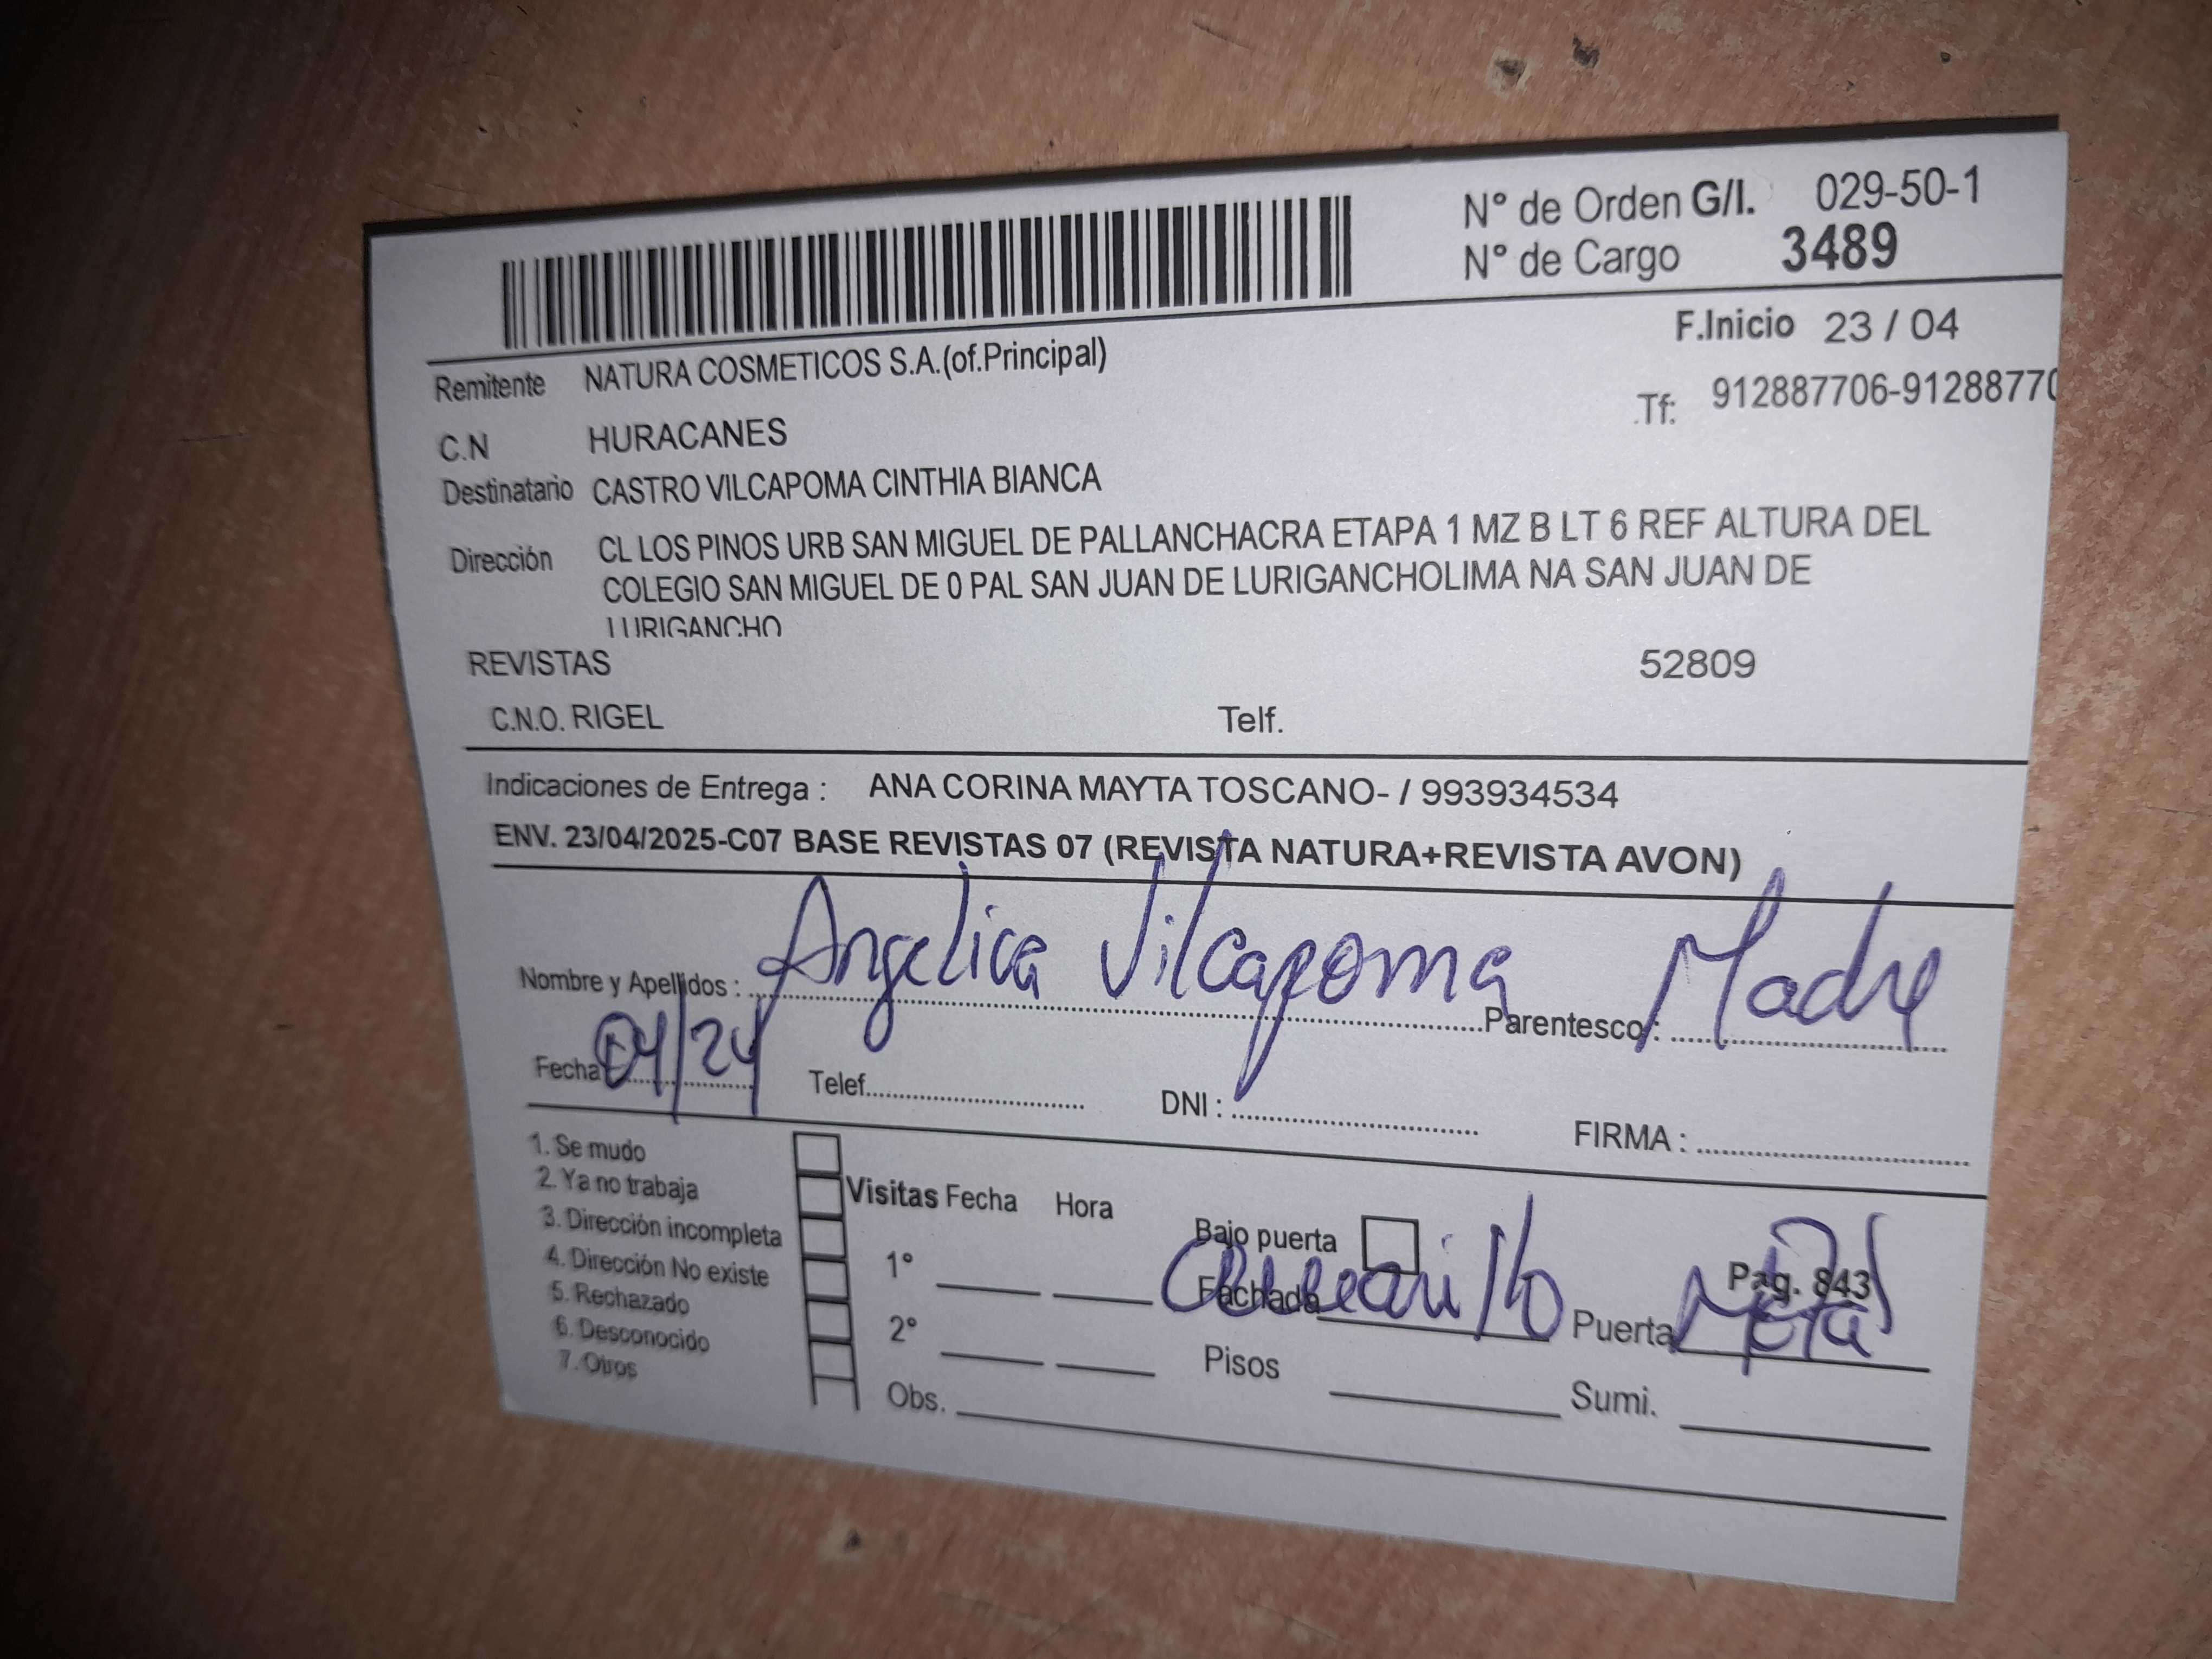 N° de Orden G/I. 029-50-1
N° de Cargo 3489
F.Inicio 23 / 04
Remitente NATURA COSMETICOS S.A.(of.Principal)
Tf: 912887706-91288770
C.N HURACANES
Destinatario CASTRO VILCAPOMA CINTHIA BIANCA
Dirección CL LOS PINOS URB SAN MIGUEL DE PALLANCHACRA ETAPA 1 MZ B LT 6 REF ALTURA DEL
COLEGIO SAN MIGUEL DE 0 PAL SAN JUAN DE LURIGANCHOLIMA NA SAN JUAN DE
LURIGANCHO
REVISTAS 52809
C.N.O. RIGEL Telf.
Indicaciones de Entrega : ANA CORINA MAYTA TOSCANO- / 993934534
ENV. 23/04/2025-C07 BASE REVISTAS 07 (REVISTA NATURA+REVISTA AVON)
Nombre y Apellidos : Angelica Vilcapoma Parentesco : Madre
Fecha 04/24 Telef. DNI : FIRMA :
1. Se mudo
2. Ya no trabaja
3. Dirección incompleta
4. Dirección No existe
5. Rechazado
6. Desconocido
7. Otros
Visitas Fecha Hora
1°
2°
Obs.
Bajo puerta Pag. 843
Fachada Puerta
Pisos Sumi.